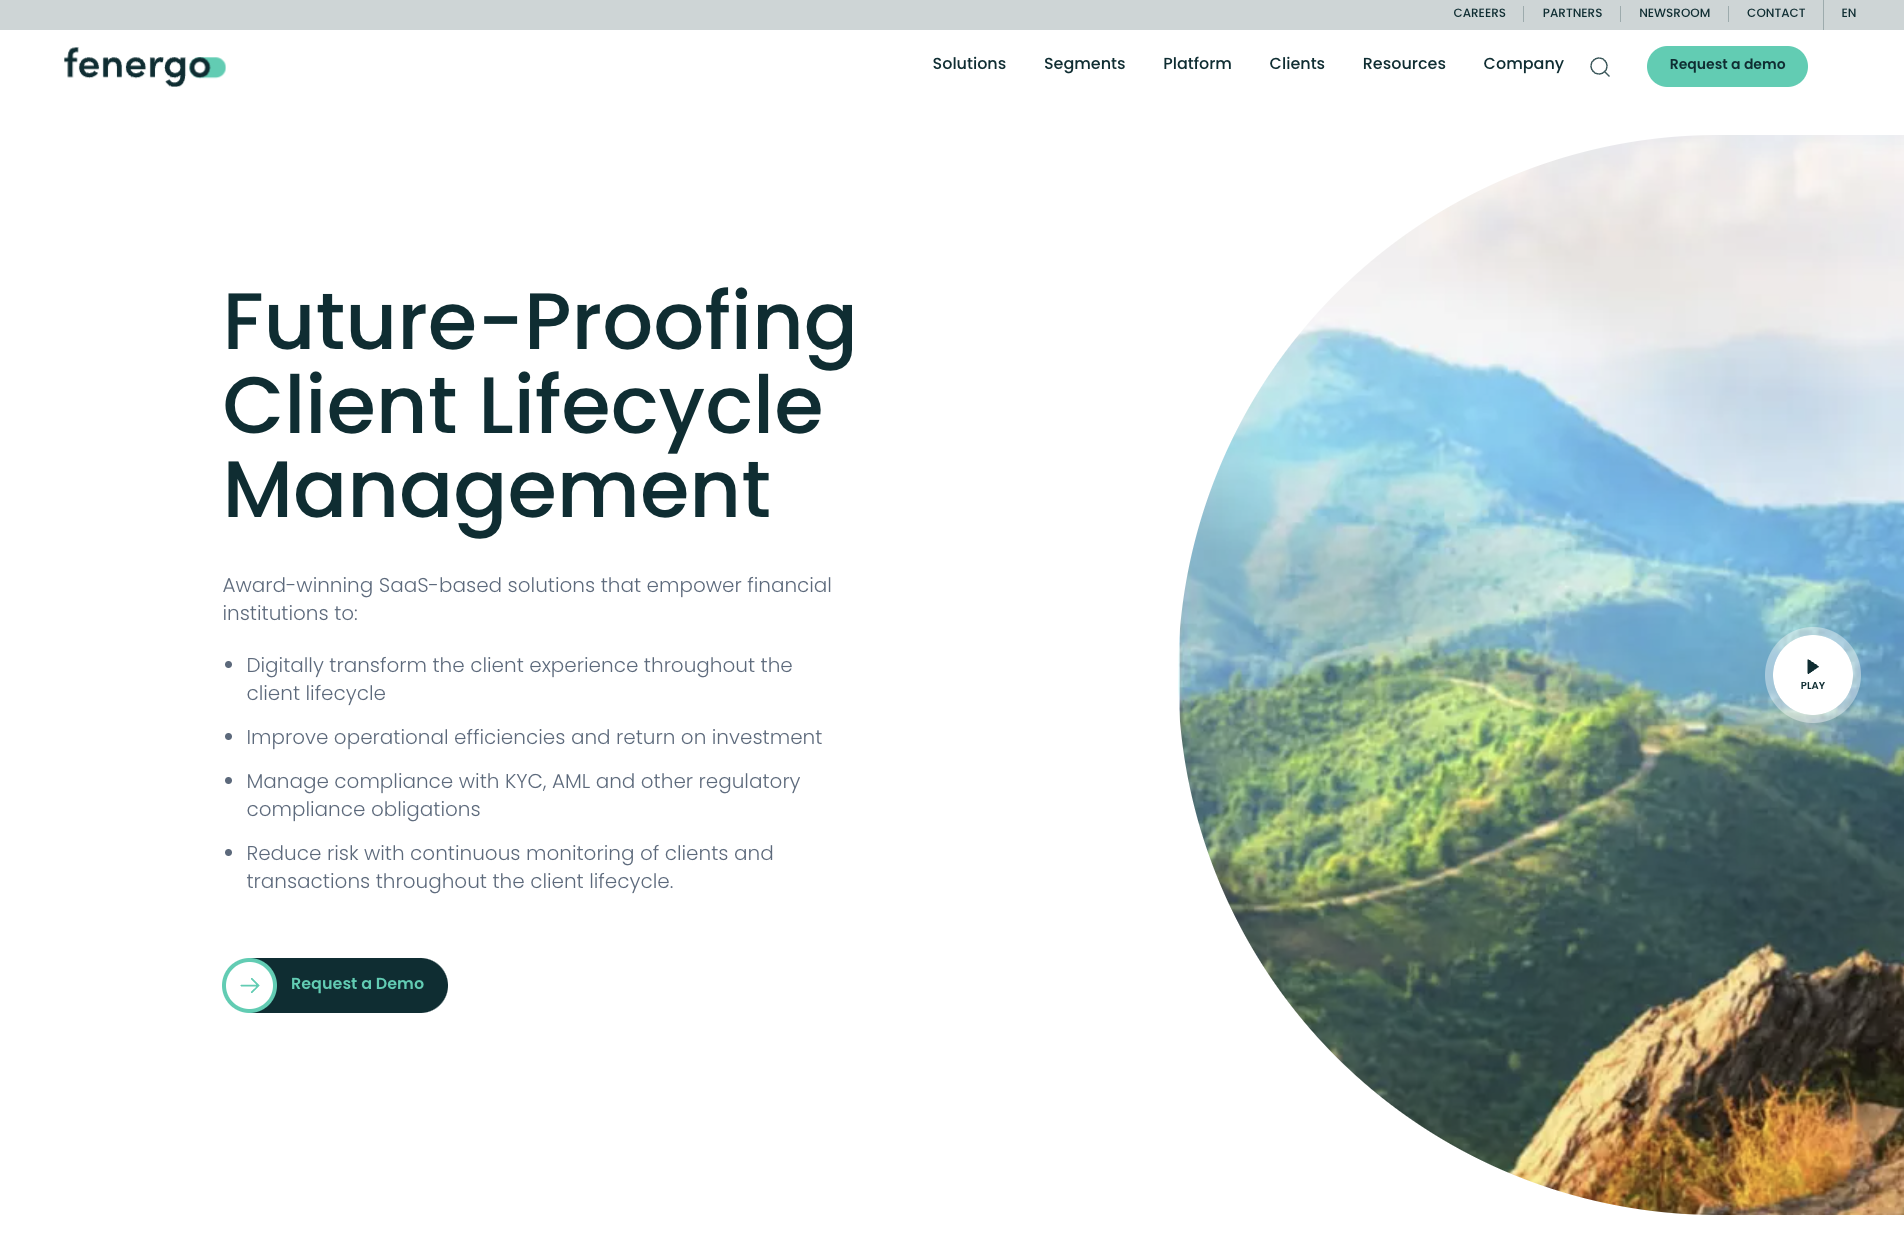 CAREERS
PARTNERS
NEWSROOM
CONTACT
EN
fenergo
Solutions
Segments
Platform
Clients
Resources
Company
Request a demo
Future-Proofing
Client Lifecycle
Management
Award-winning SaaS-based solutions that empower financial
institutions to:
Digitally transform the client experience throughout the
client lifecycle
Improve operational efficiencies and return on investment
Manage compliance with KYC, AML and other regulatory
compliance obligations
Reduce risk with continuous monitoring of clients and
transactions throughout the client lifecycle.
PLAY
Request a Demo